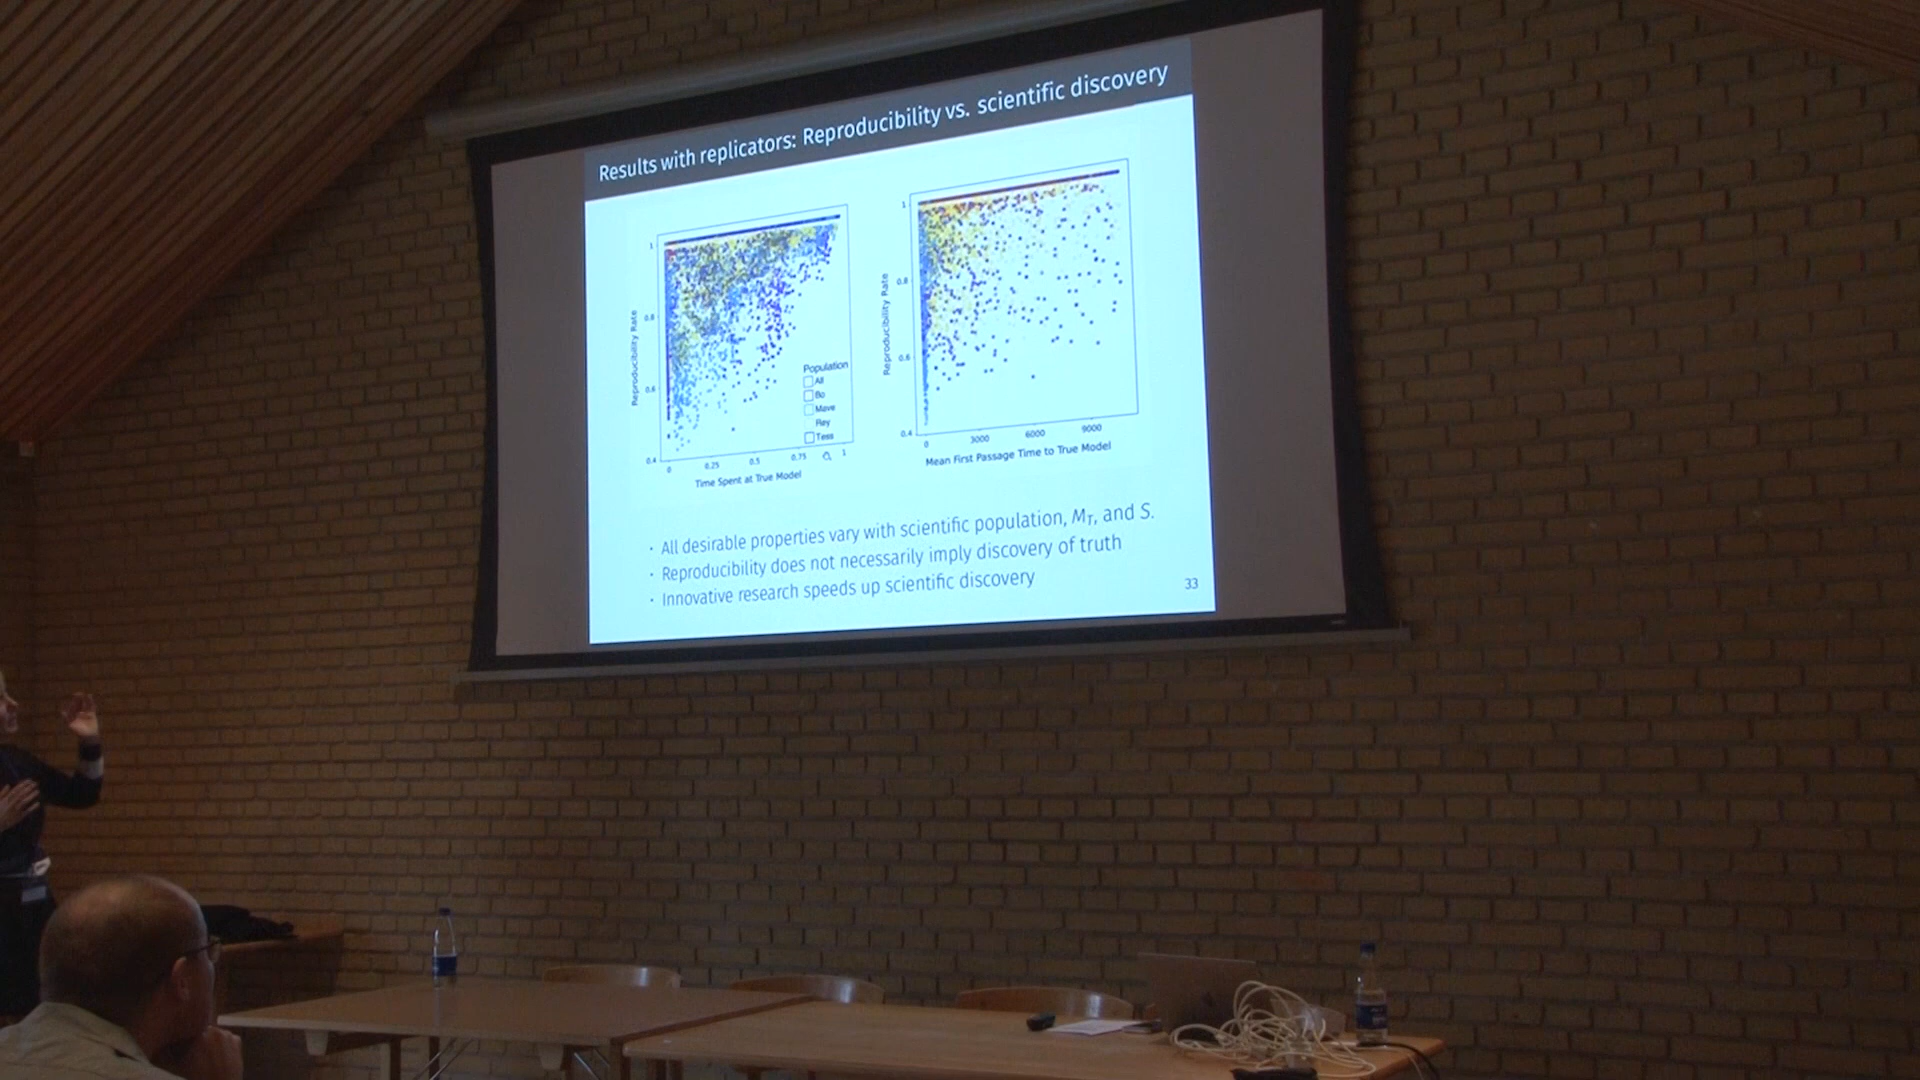 Results with replicators: Reproducibility vs. scientific discovery
1
0.8
0.6
0.4
Reproducibility Rate
0 0.25 0.5 0.75 1
Time Spent at True Model
Population
All
Bo
Mave
Rey
Tess
1
0.8
0.6
0.4
Reproducibility Rate
0 3000 6000 9000
Mean First Passage Time to True Model
· All desirable properties vary with scientific population, M_T, and S.
· Reproducibility does not necessarily imply discovery of truth
· Innovative research speeds up scientific discovery
33